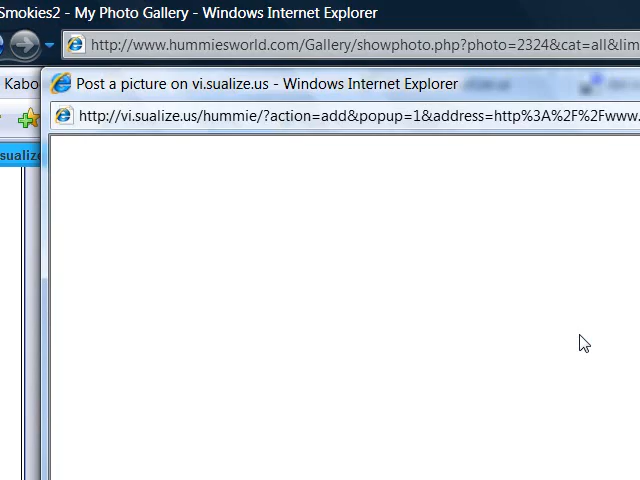 Smokies2 - My Photo Gallery - Windows Internet Explorer
http://www.hummiesworld.com/Gallery/showphoto.php?photo=2324&cat=all&lim
Kabo
Post a picture on vi.sualize.us - Windows Internet Explorer
http://vi.sualize.us/hummie/?action=add&popup=1&address=http%3A%2F%2Fwww.
sualize